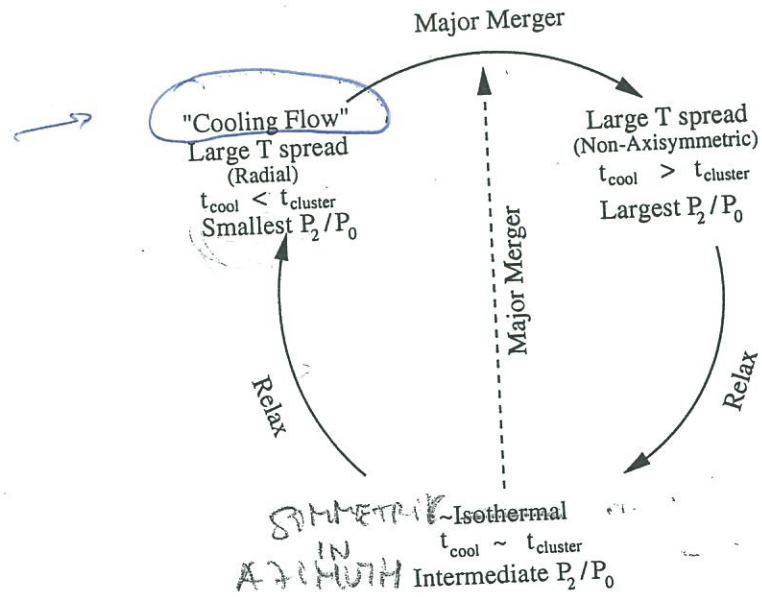 Major Merger
"Cooling Flow"
Large T spread
(Radial)
t_cool < t_cluster
Smallest P_2/P_0
Large T spread
(Non-Axisymmetric)
t_cool > t_cluster
Largest P_2/P_0
Major Merger
Relax
Relax
SYMMETRIC ~Isothermal
IN t_cool ~ t_cluster
AZIMUTH Intermediate P_2/P_0